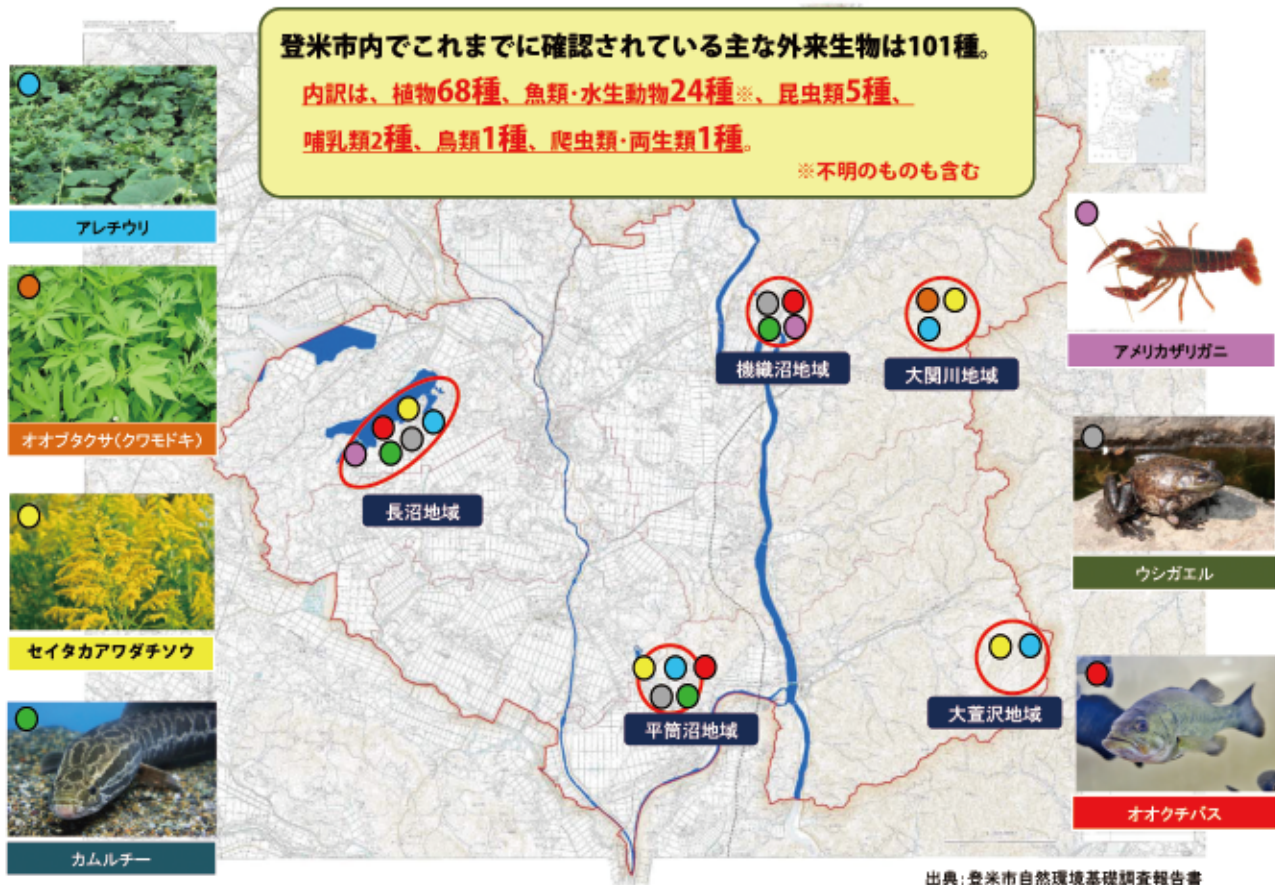 登米市内でこれまでに確認されている主な外来生物は101種。
内訳は、植物68種、魚類・水生動物24種※、昆虫類5種、
哺乳類2種、鳥類1種、爬虫類・両生類1種。
※不明のものも含む
アレチウリ
オオブタクサ(クワモドキ)
セイタカアワダチソウ
カムルチー
長沼地域
機織沼地域
大関川地域
平筒沼地域
大萱沢地域
アメリカザリガニ
ウシガエル
オオクチバス
出典:登米市自然環境基礎調査報告書